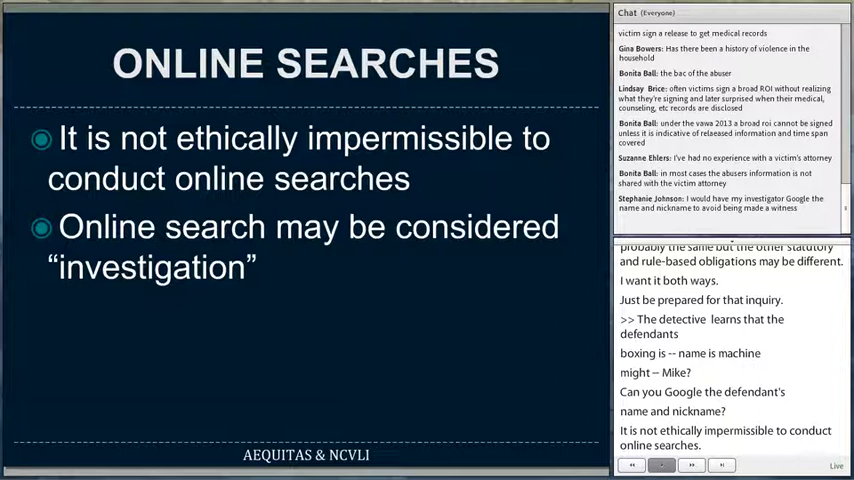 ONLINE SEARCHES
It is not ethically impermissible to
conduct online searches
Online search may be considered
“investigation”
AEQUITAS & NCVLI
Chat (Everyone)
victim sign a release to get medical records
Gina Bowers: Has there been a history of violence in the
household
Bonita Ball: the bac of the abuser
Lindsay Brice: often victims sign a broad ROI without realizing
what they're signing and later surprised when their medical,
counseling, etc records are disclosed
Bonita Ball: under the vawa 2013 a broad roi cannot be signed
unless it is indicative of relaeased information and time span
covered
Suzanne Ehlers: I've had no experience with a victim's attorney
Bonita Ball: in most cases the abusers information is not
shared with the victim attorney
Stephanie Johnson: I would have my investigator Google the
name and nickname to avoid being made a witness
probably the same but the other statutory
and rule-based obligations may be different.
I want it both ways.
Just be prepared for that inquiry.
>> The detective learns that the
defendants
boxing is -- name is machine
might – Mike?
Can you Google the defendant's
name and nickname?
It is not ethically impermissible to conduct
online searches.
Live